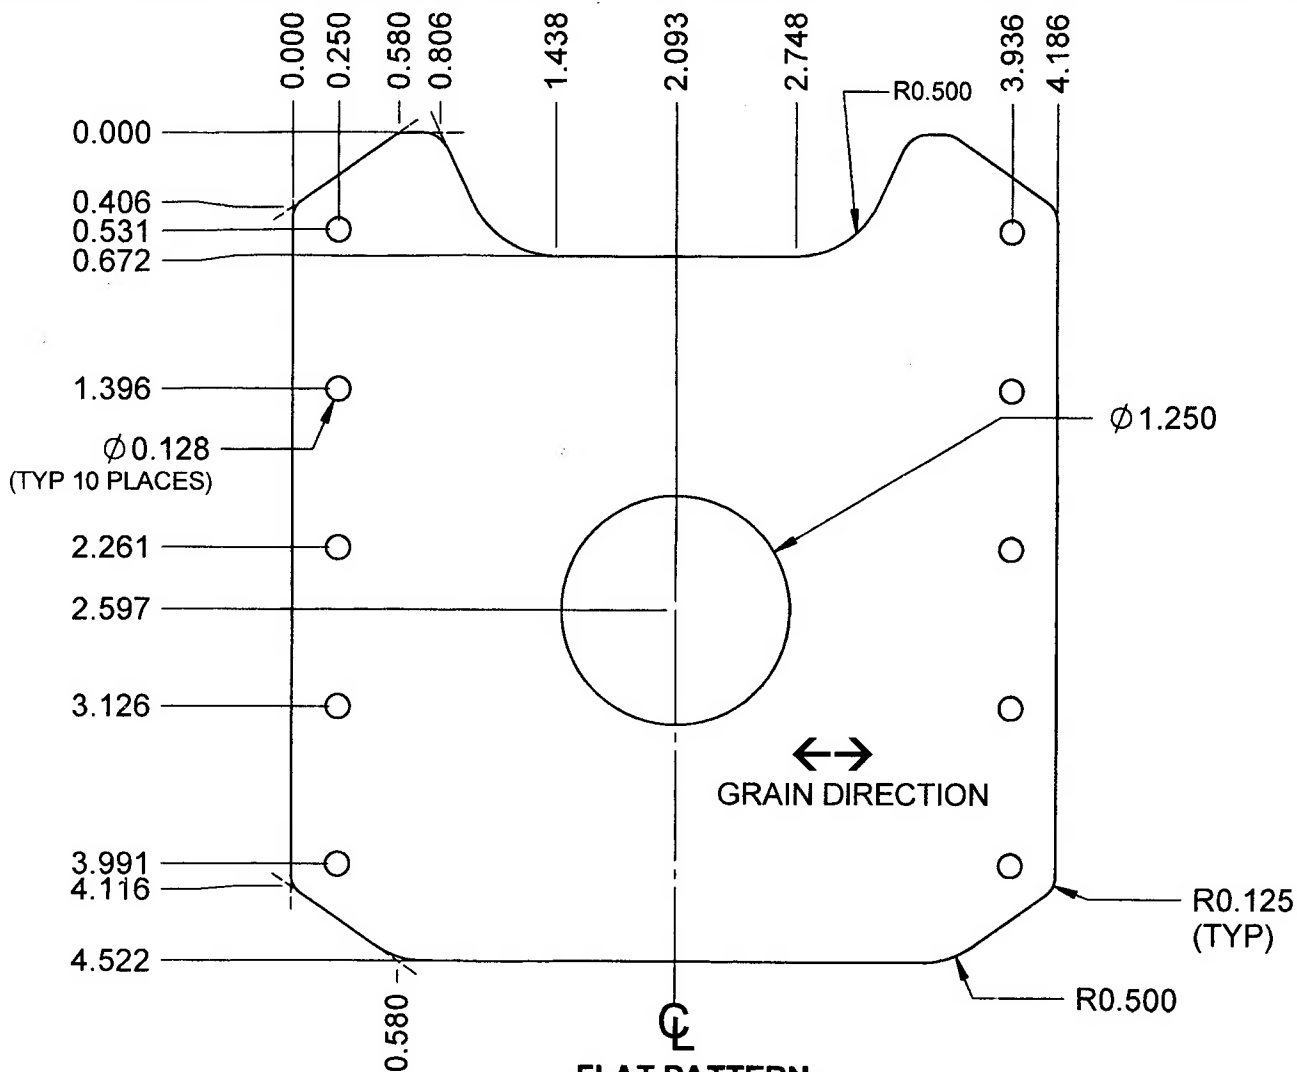 0.000
0.250
0.580
0.806
1.438
2.093
2.748
3.936
4.186
R0.500
0.000
0.406
0.531
0.672
1.396
Ø0.128
(TYP 10 PLACES)
Ø1.250
2.261
2.597
3.126
GRAIN DIRECTION
3.991
4.116
R0.125
(TYP)
4.522
R0.500
0.580
CL
FLAT PATTERN